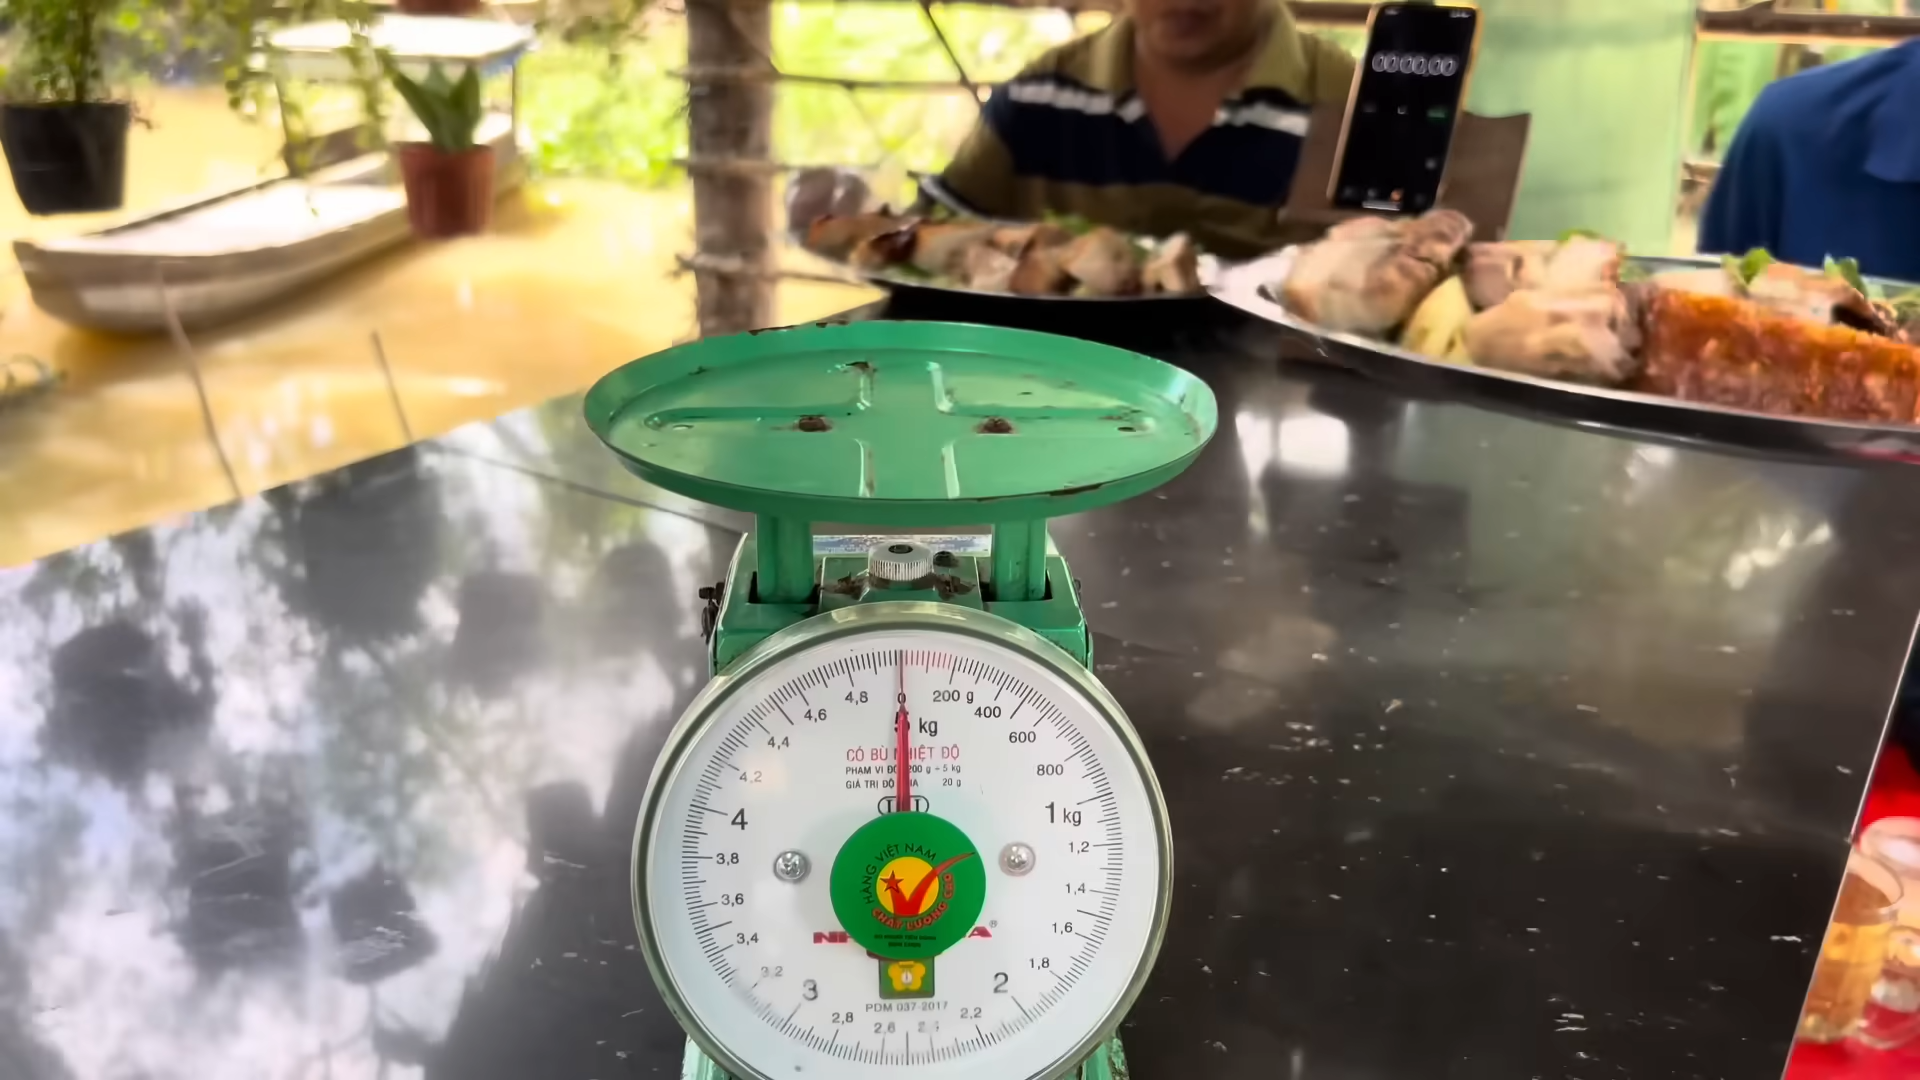 00:00,00
0
5 kg
200 g
400
600
800
1 kg
1,2
1,4
1,6
1,8
2
2,2
2,6
2,8
3
3,2
3,4
3,6
3,8
4
4,2
4,4
4,6
4,8
CÓ BÙ NHIỆT ĐỘ
PHẠM VI ĐO 200 g ÷ 5 kg
GIÁ TRỊ ĐỘ CHIA 20 g
HÀNG VIỆT NAM
CHẤT LƯỢNG CAO
PDM 037-2017